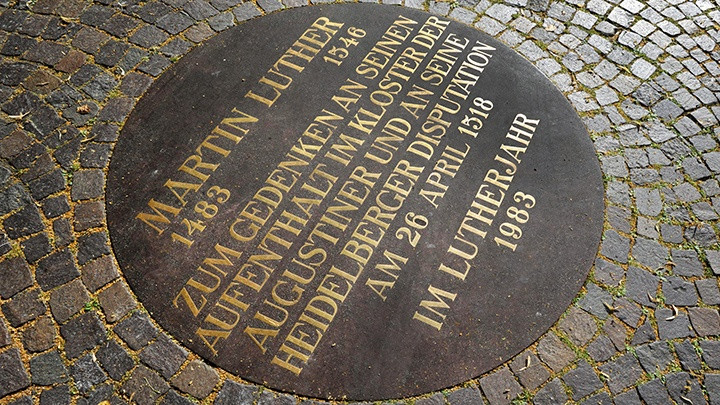 MARTIN LUTHER
1483 1546
ZUM GEDENKEN AN SEINEN
AUFENTHALT IM KLOSTER DER
AUGUSTINER UND AN SEINE
HEIDELBERGER DISPUTATION
AM 26 APRIL 1518
IM LUTHERJAHR
1983